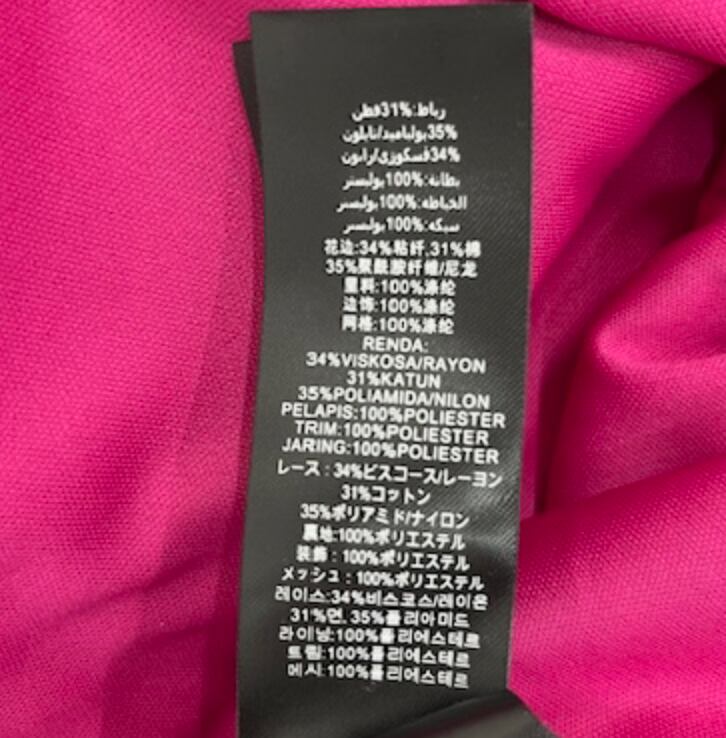 رباط:31%قطن
35%بولياميد/نايلون
34%فسكوزي/رايون
بطانة:100%بوليستر
الخياطه:100%بوليستر
سبكه:100%بوليستر
花边:34%粘纤,31%棉
35%聚酰胺纤维/尼龙
里料:100%涤纶
边饰:100%涤纶
网格:100%涤纶
RENDA:
34%VISKOSA/RAYON
31%KATUN
35%POLIAMIDA/NILON
PELAPIS:100%POLIESTER
TRIM:100%POLIESTER
JARING:100%POLIESTER
レース:34%ビスコース/レーヨン
31%コットン
35%ポリアミド/ナイロン
裏地:100%ポリエステル
装飾:100%ポリエステル
メッシュ:100%ポリエステル
레이스:34%비스코스/레이온
31%면, 35%폴리아미드
라이닝:100%폴리에스테르
트림:100%폴리에스테르
메시:100%폴리에스테르